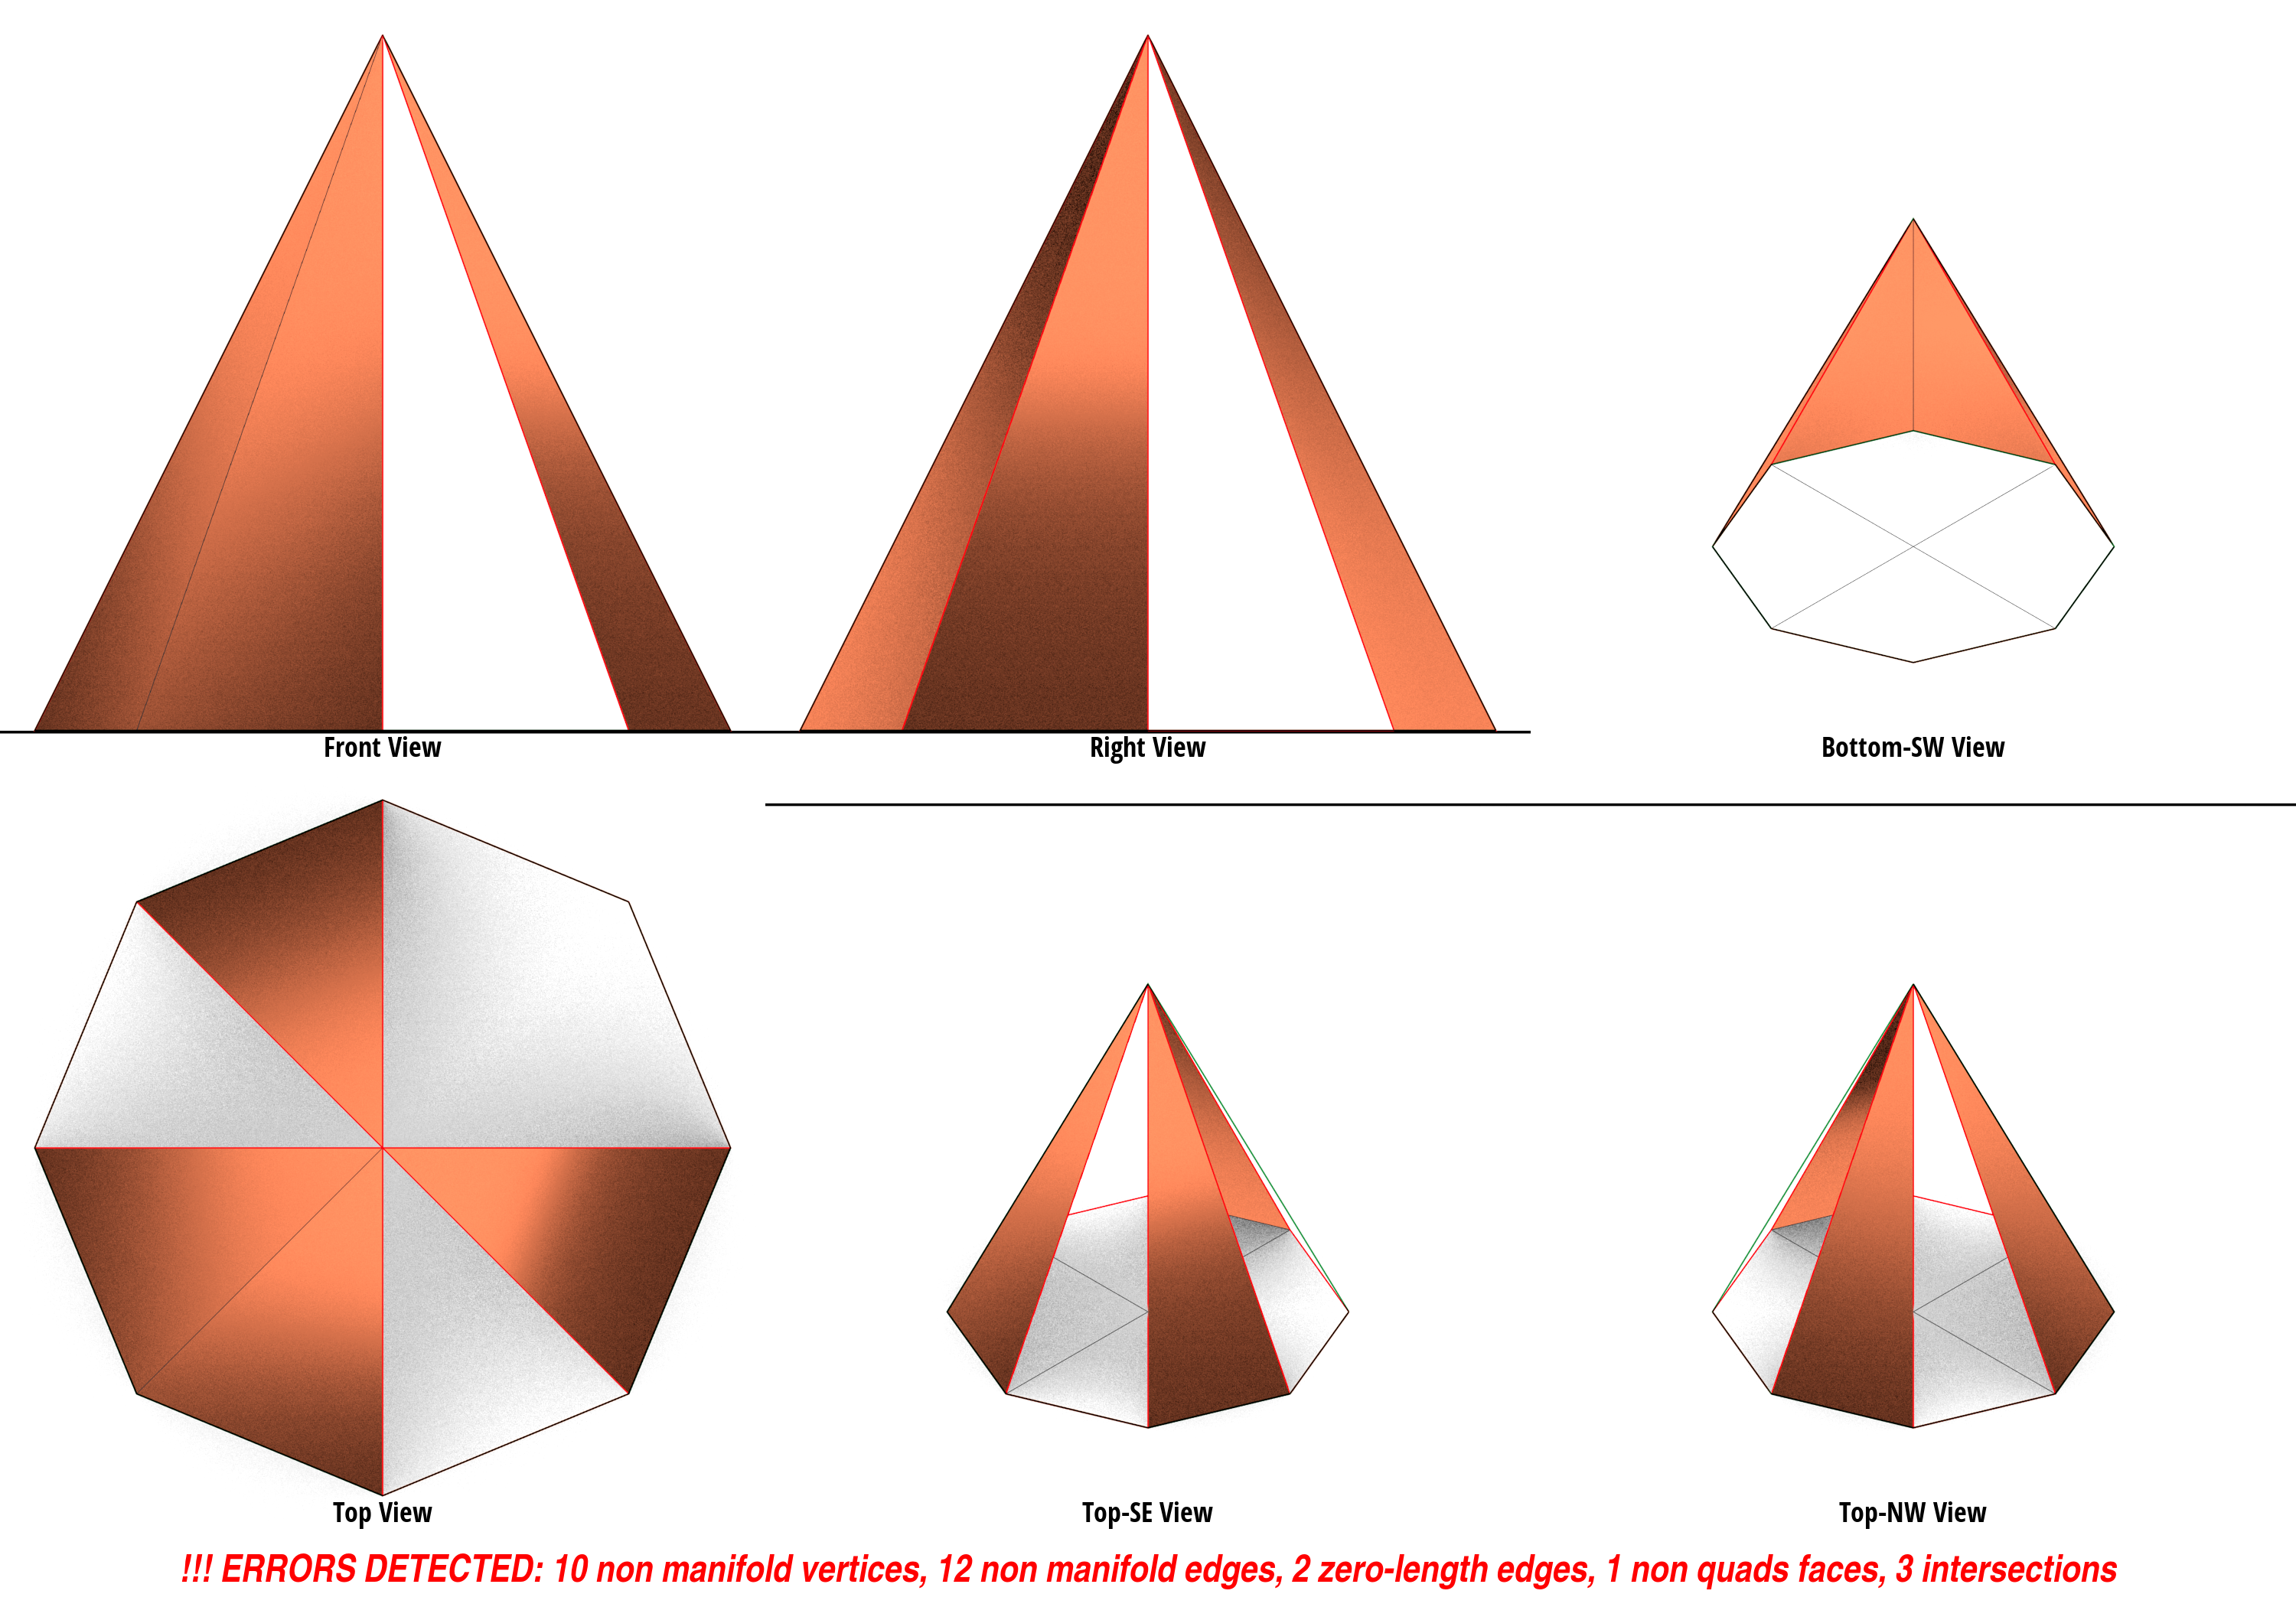 Front View
Right View
Bottom-SW View
Top View
Top-SE View
Top-NW View
!!! ERRORS DETECTED: 10 non manifold vertices, 12 non manifold edges, 2 zero-length edges, 1 non quads faces, 3 intersections